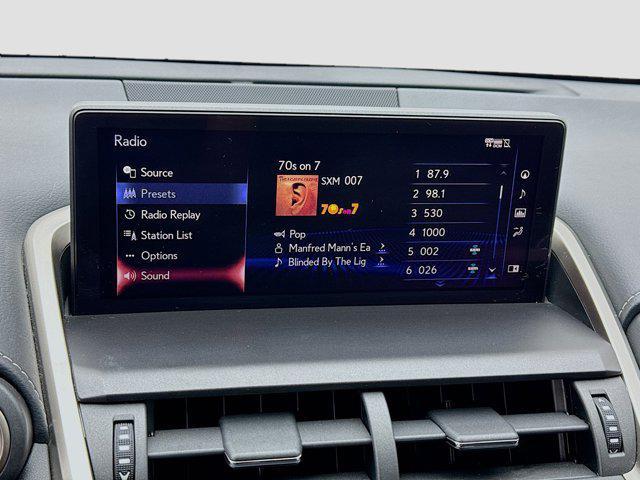 Radio
Source
Presets
Radio Replay
Station List
Options
Sound
70s on 7
SXM 007
70s on 7
Pop
Manfred Mann's Ea
Blinded By The Lig
1 87.9
2 98.1
3 530
4 1000
5 002
6 026